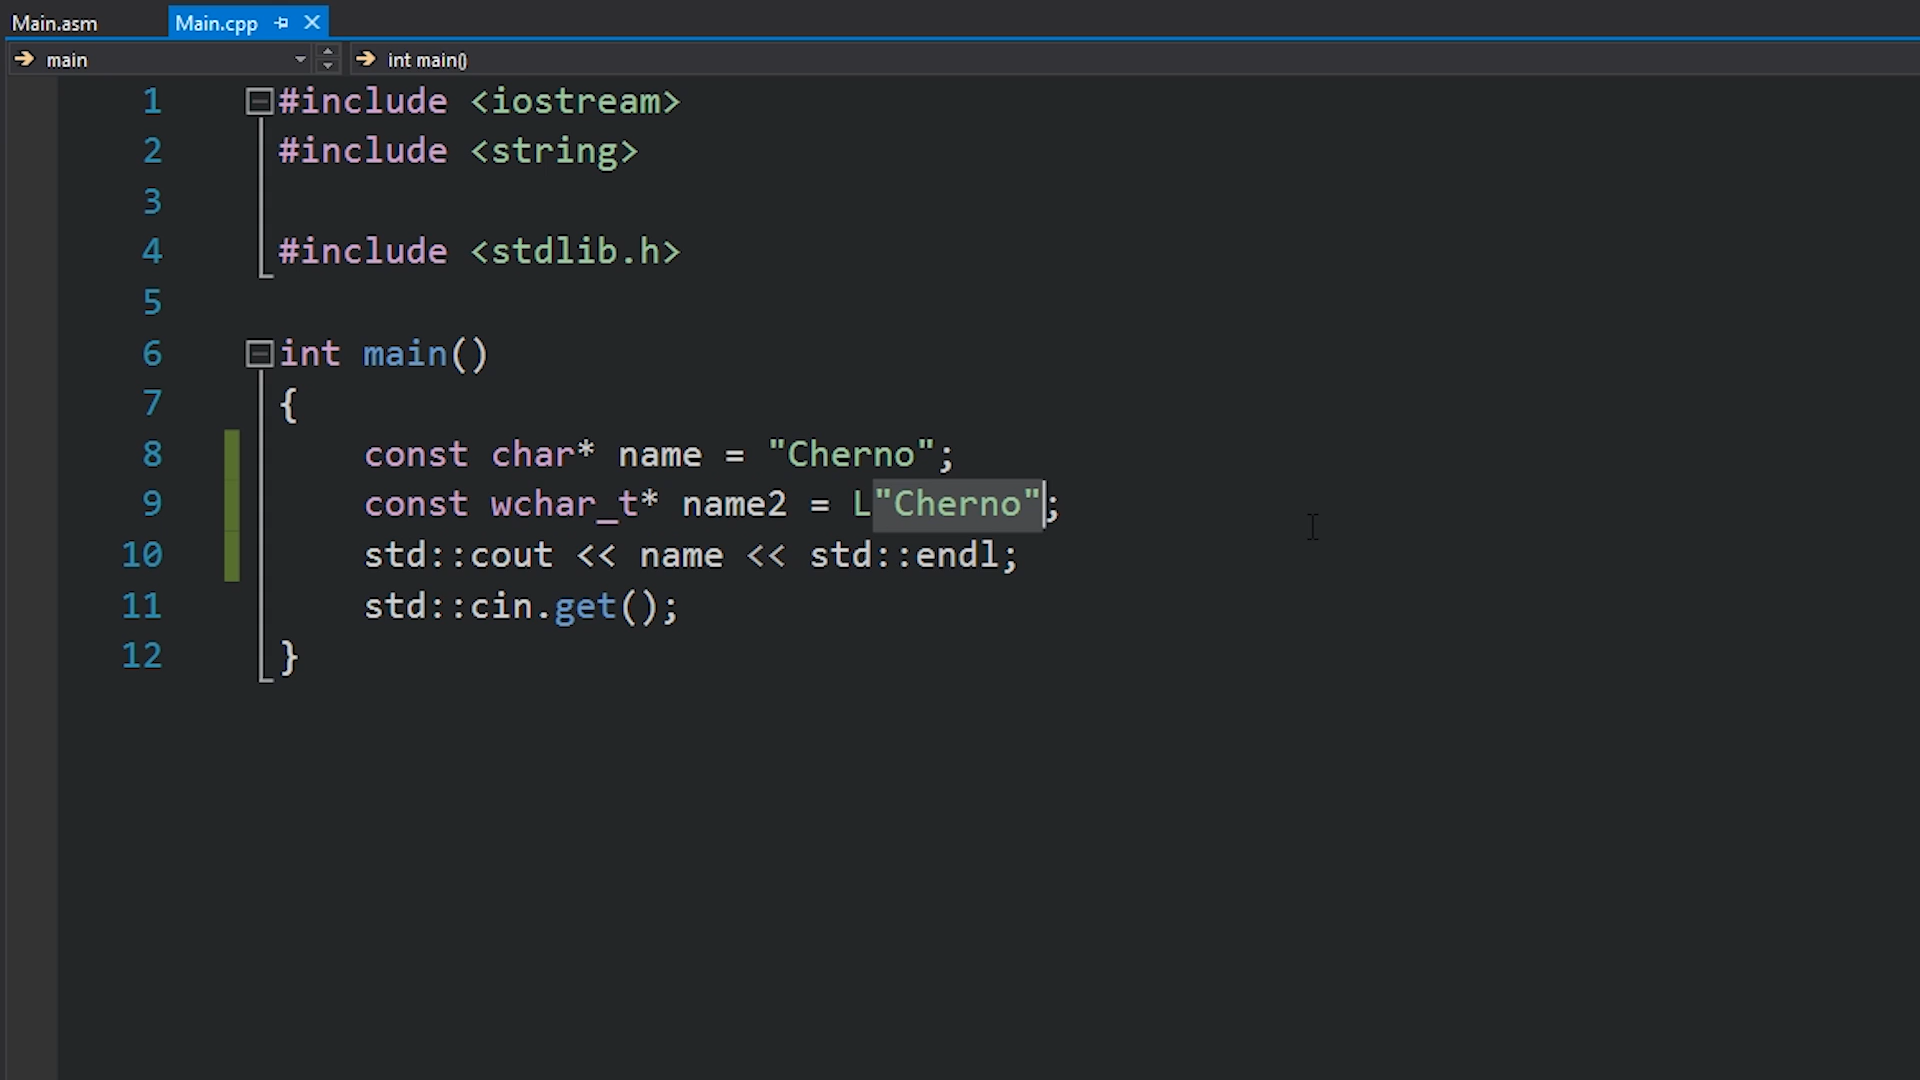 Main.asm Main.cpp
main int main()
1 #include <iostream>
2 #include <string>
3
4 #include <stdlib.h>
5
6 int main()
7 {
8 const char* name = "Cherno";
9 const wchar_t* name2 = L"Cherno";
10 std::cout << name << std::endl;
11 std::cin.get();
12 }